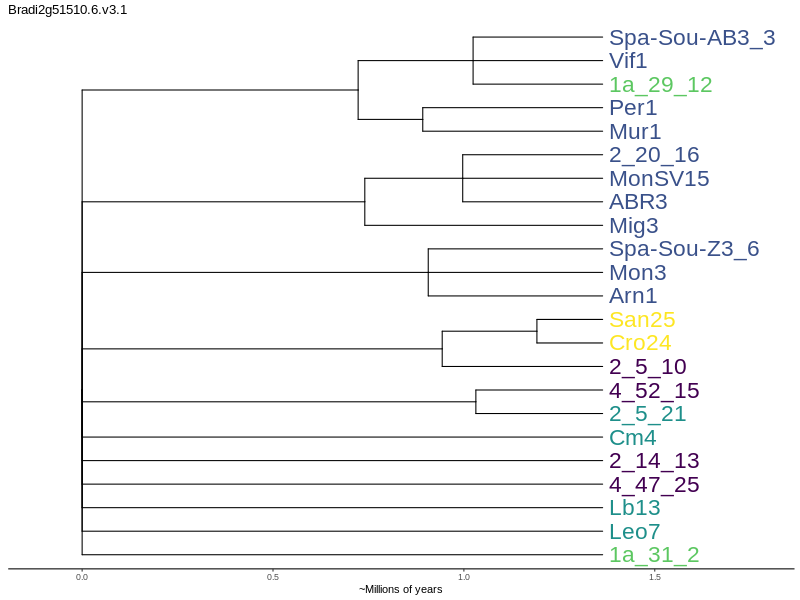 Bradi2g51510.6.v3.1
Spa-Sou-AB3_3
Vif1
1a_29_12
Per1
Mur1
2_20_16
MonSV15
ABR3
Mig3
Spa-Sou-Z3_6
Mon3
Arn1
San25
Cro24
2_5_10
4_52_15
2_5_21
Cm4
2_14_13
4_47_25
Lb13
Leo7
1a_31_2
0.0 0.5 1.0 1.5
~Millions of years